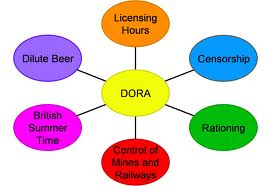 Licensing
Hours
Dilute Beer
Censorship
DORA
British
Summer
Time
Rationing
Control of
Mines and
Railways